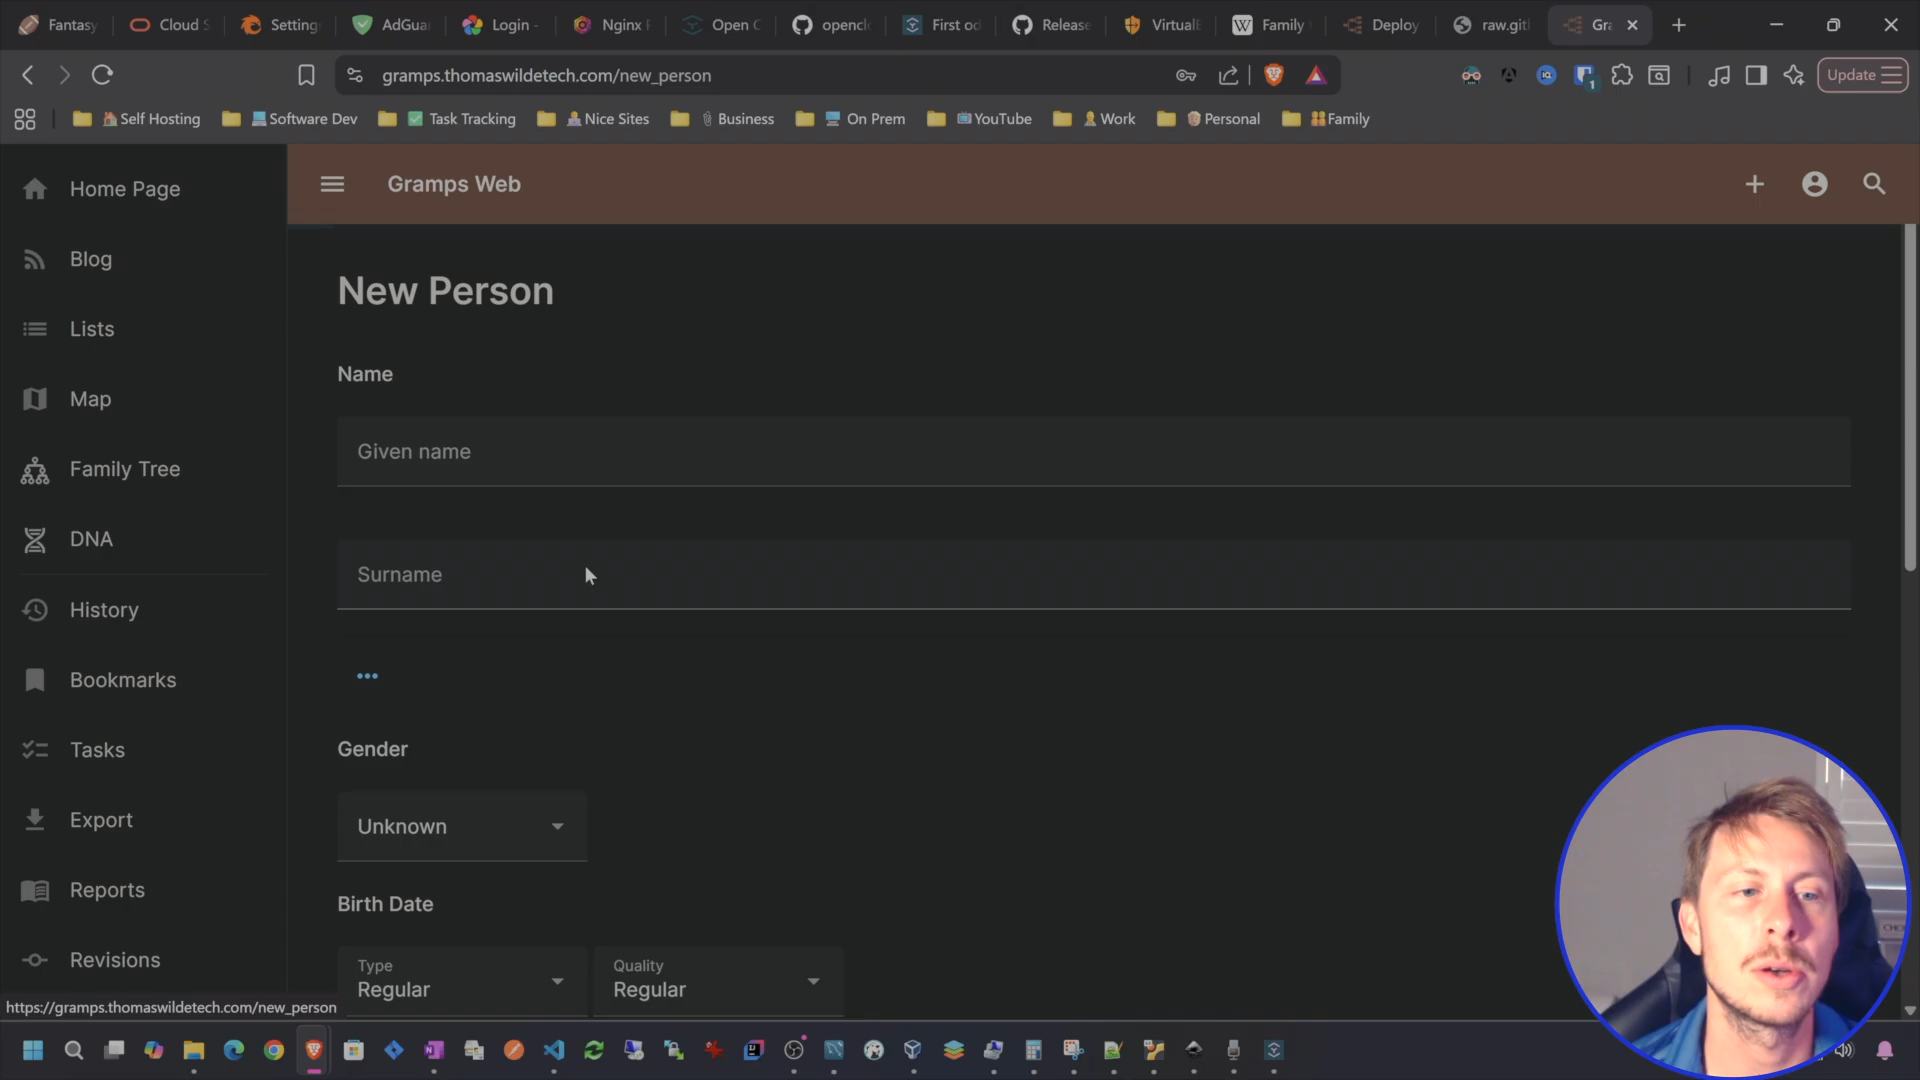 Fantasy
Cloud S
Setting
AdGua
Login -
Nginx P
Open C
openclo
First od
Release
Virtual
Family
Deploy
raw.git
Gra
gramps.thomaswildetech.com/new_person
Update
Self Hosting
Software Dev
Task Tracking
Nice Sites
Business
On Prem
YouTube
Work
Personal
Family
Home Page
Blog
Lists
Map
Family Tree
DNA
History
Bookmarks
Tasks
Export
Reports
Revisions
https://gramps.thomaswildetech.com/new_person
Gramps Web
New Person
Name
Given name
Surname
Gender
Unknown
Birth Date
Type
Regular
Quality
Regular